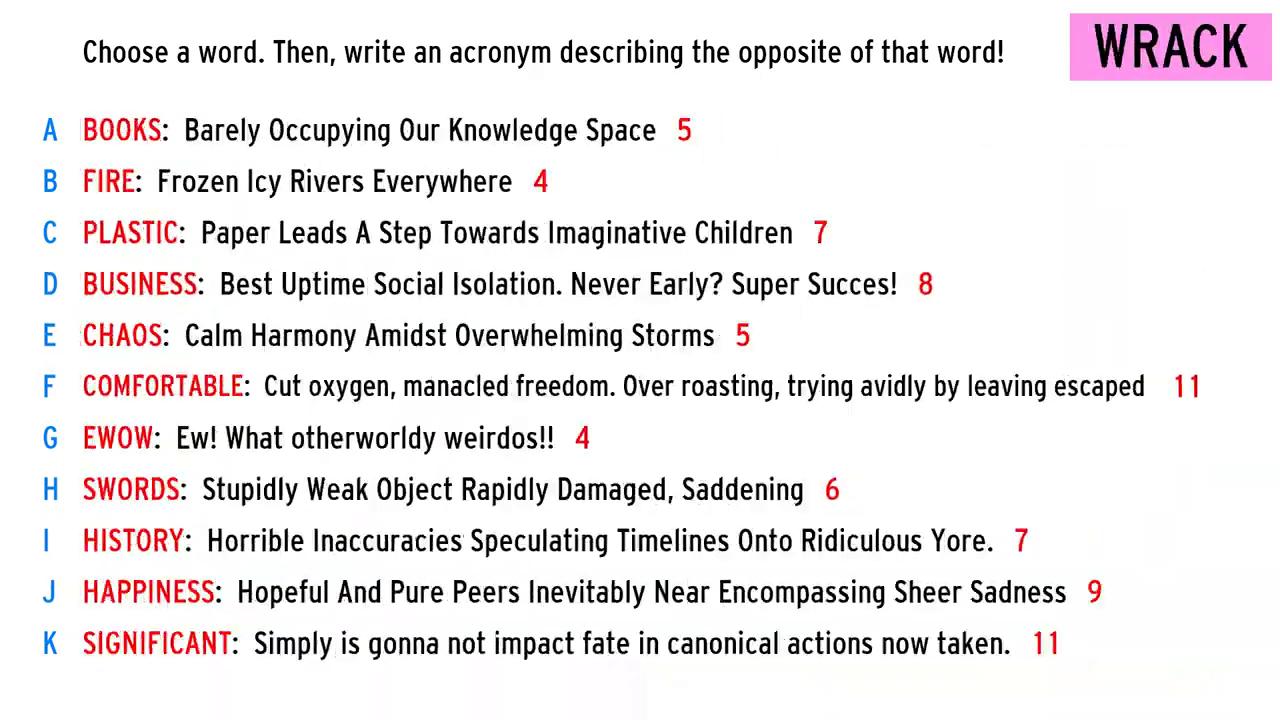 Choose a word. Then, write an acronym describing the opposite of that word!
WRACK
A BOOKS: Barely Occupying Our Knowledge Space 5
B FIRE: Frozen Icy Rivers Everywhere 4
C PLASTIC: Paper Leads A Step Towards Imaginative Children 7
D BUSINESS: Best Uptime Social Isolation. Never Early? Super Succes! 8
E CHAOS: Calm Harmony Amidst Overwhelming Storms 5
F COMFORTABLE: Cut oxygen, manacled freedom. Over roasting, trying avidly by leaving escaped 11
G EWOW: Ew! What otherworldy weirdos!! 4
H SWORDS: Stupidly Weak Object Rapidly Damaged, Saddening 6
I HISTORY: Horrible Inaccuracies Speculating Timelines Onto Ridiculous Yore. 7
J HAPPINESS: Hopeful And Pure Peers Inevitably Near Encompassing Sheer Sadness 9
K SIGNIFICANT: Simply is gonna not impact fate in canonical actions now taken. 11